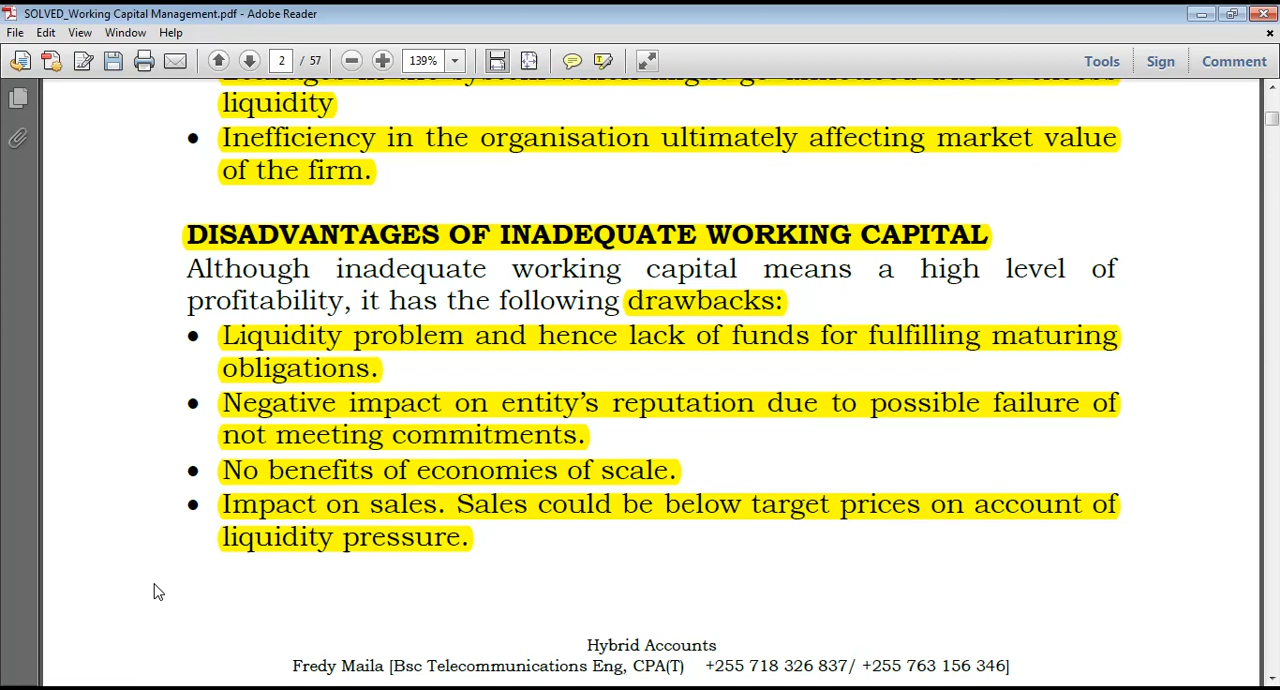 SOLVED_Working Capital Management.pdf - Adobe Reader
File Edit View Window Help
2 / 57 139% Tools Sign Comment
liquidity
• Inefficiency in the organisation ultimately affecting market value
of the firm.
DISADVANTAGES OF INADEQUATE WORKING CAPITAL
Although inadequate working capital means a high level of
profitability, it has the following drawbacks:
• Liquidity problem and hence lack of funds for fulfilling maturing
obligations.
• Negative impact on entity's reputation due to possible failure of
not meeting commitments.
• No benefits of economies of scale.
• Impact on sales. Sales could be below target prices on account of
liquidity pressure.
Hybrid Accounts
Fredy Maila [Bsc Telecommunications Eng, CPA(T) +255 718 326 837/ +255 763 156 346]